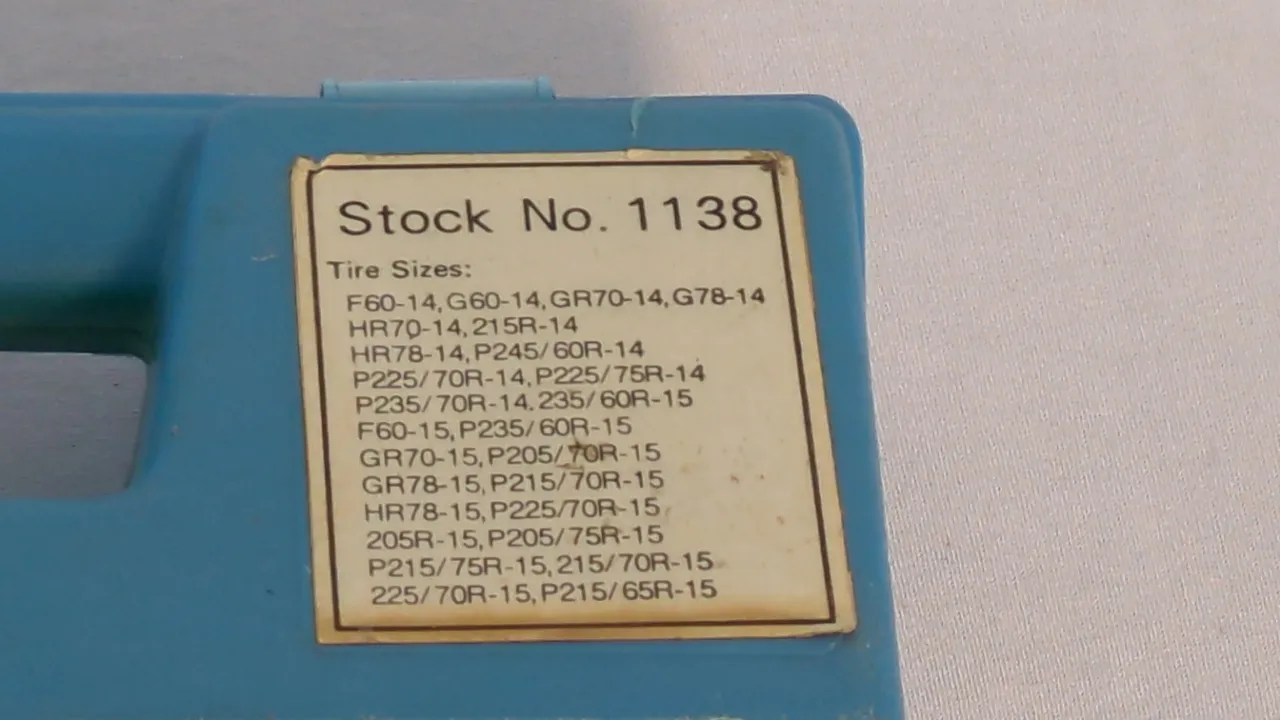 Stock No. 1138
Tire Sizes:
F60-14,G60-14,GR70-14,G78-14
HR70-14,215R-14
HR78-14,P245/60R-14
P225/70R-14,P225/75R-14
P235/70R-14.235/60R-15
F60-15,P235/60R-15
GR70-15,P205/70R-15
GR78-15,P215/70R-15
HR78-15,P225/70R-15
205R-15,P205/75R-15
P215/75R-15,215/70R-15
225/70R-15,P215/65R-15